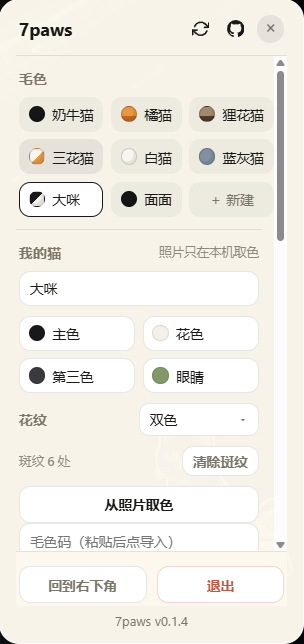 7paws
毛色
奶牛猫 橘猫 狸花猫
三花猫 白猫 蓝灰猫
大咪 面面 + 新建
我的猫 照片只在本机取色
大咪
主色 花色
第三色 眼睛
花纹 双色
斑纹 6 处 清除斑纹
从照片取色
毛色码（粘贴后点导入）
回到右下角 退出
7paws v0.1.4